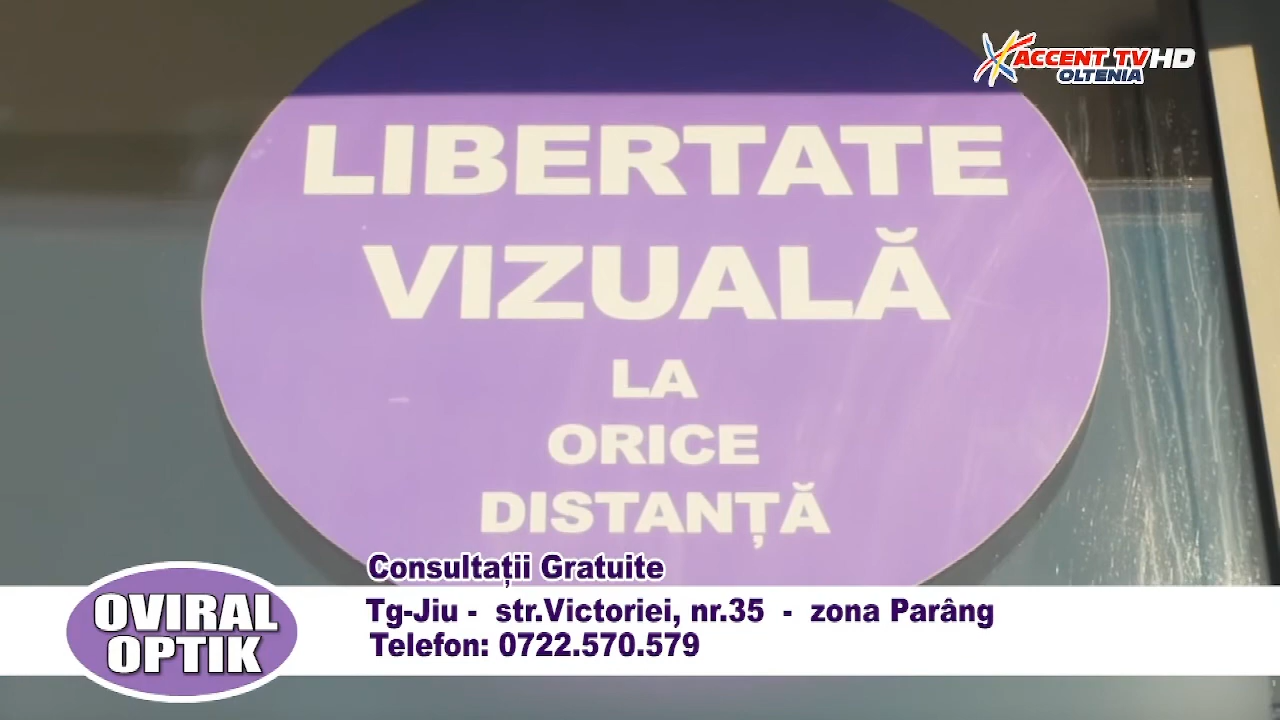 ACCENT TV HD
OLTENIA
LIBERTATE
VIZUALĂ
LA
ORICE
DISTANȚĂ
Consultații Gratuite
OVIRAL
OPTIK
Tg-Jiu - str.Victoriei, nr.35 - zona Parâng
Telefon: 0722.570.579